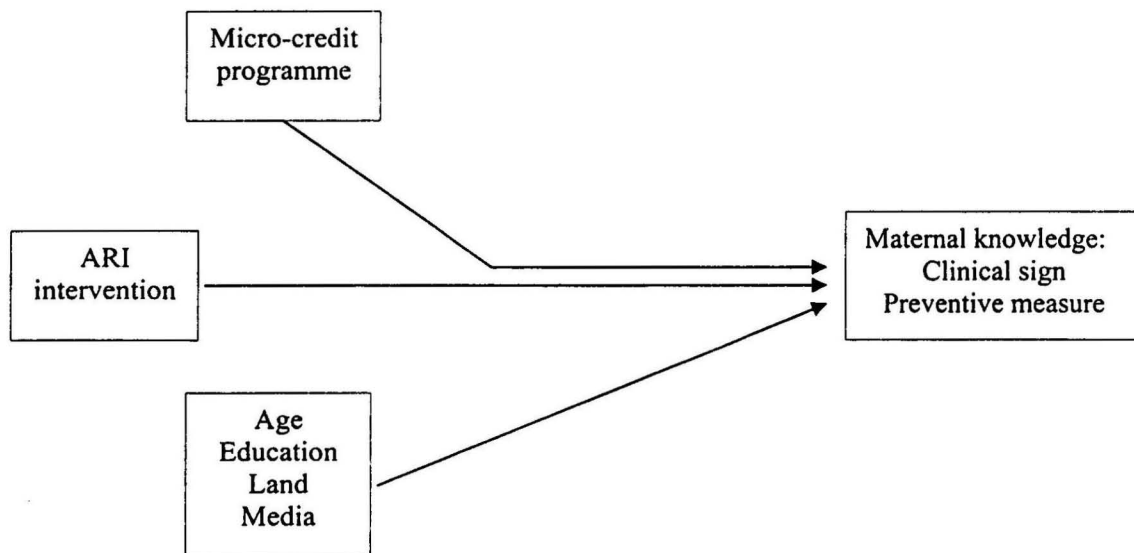 Micro-credit
programme
ARI
intervention
Maternal knowledge:
Clinical sign
Preventive measure
Age
Education
Land
Media